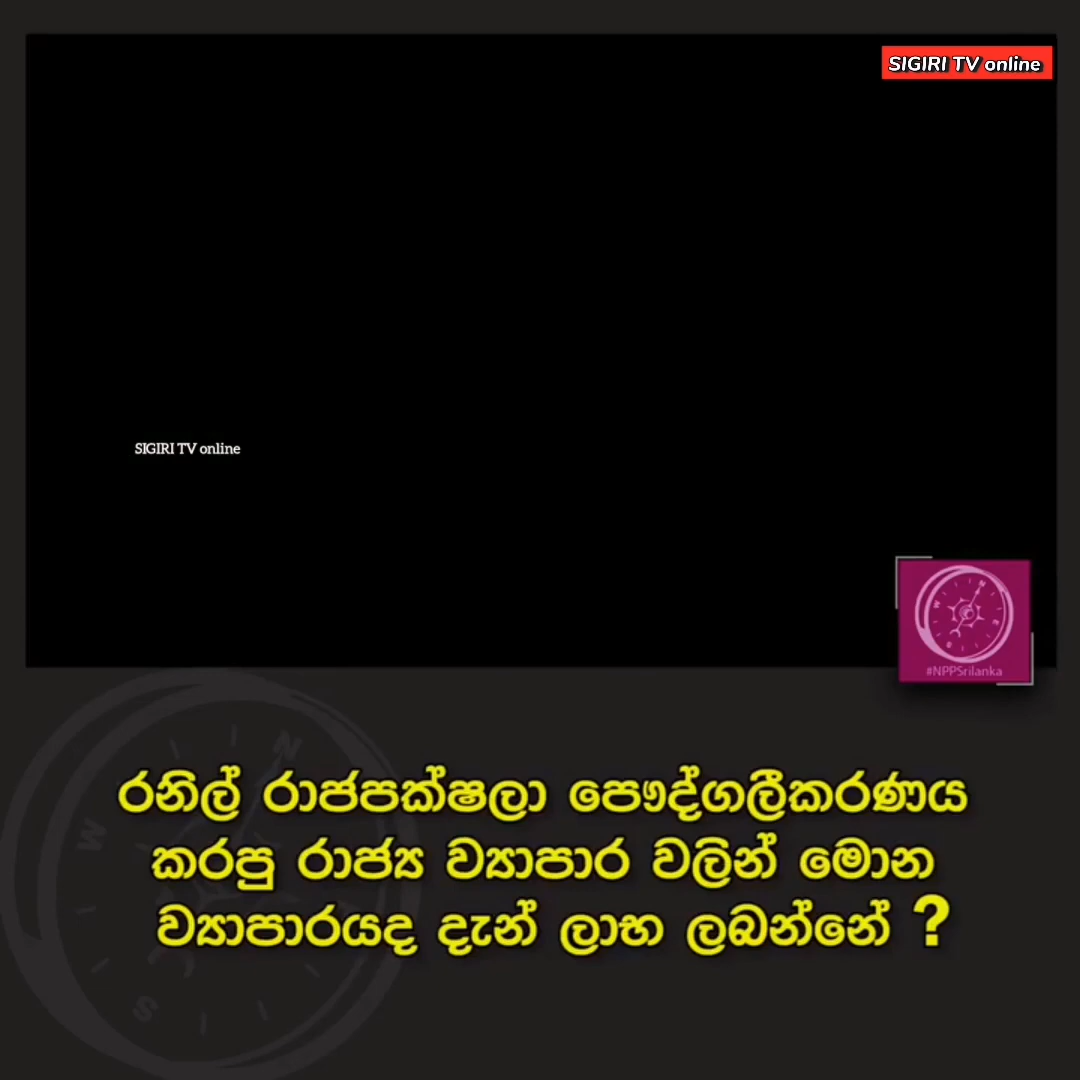 SIGIRI TV online
SIGIRI TV online
N
W
E
S
#NPPSrilanka
රනිල් රාජපක්ෂලා පෞද්ගලීකරණය
කරපු රාජ්‍ය ව්‍යාපාර වලින් මොන
ව්‍යාපාරයද දැන් ලාභ ලබන්නේ ?
N
W
S